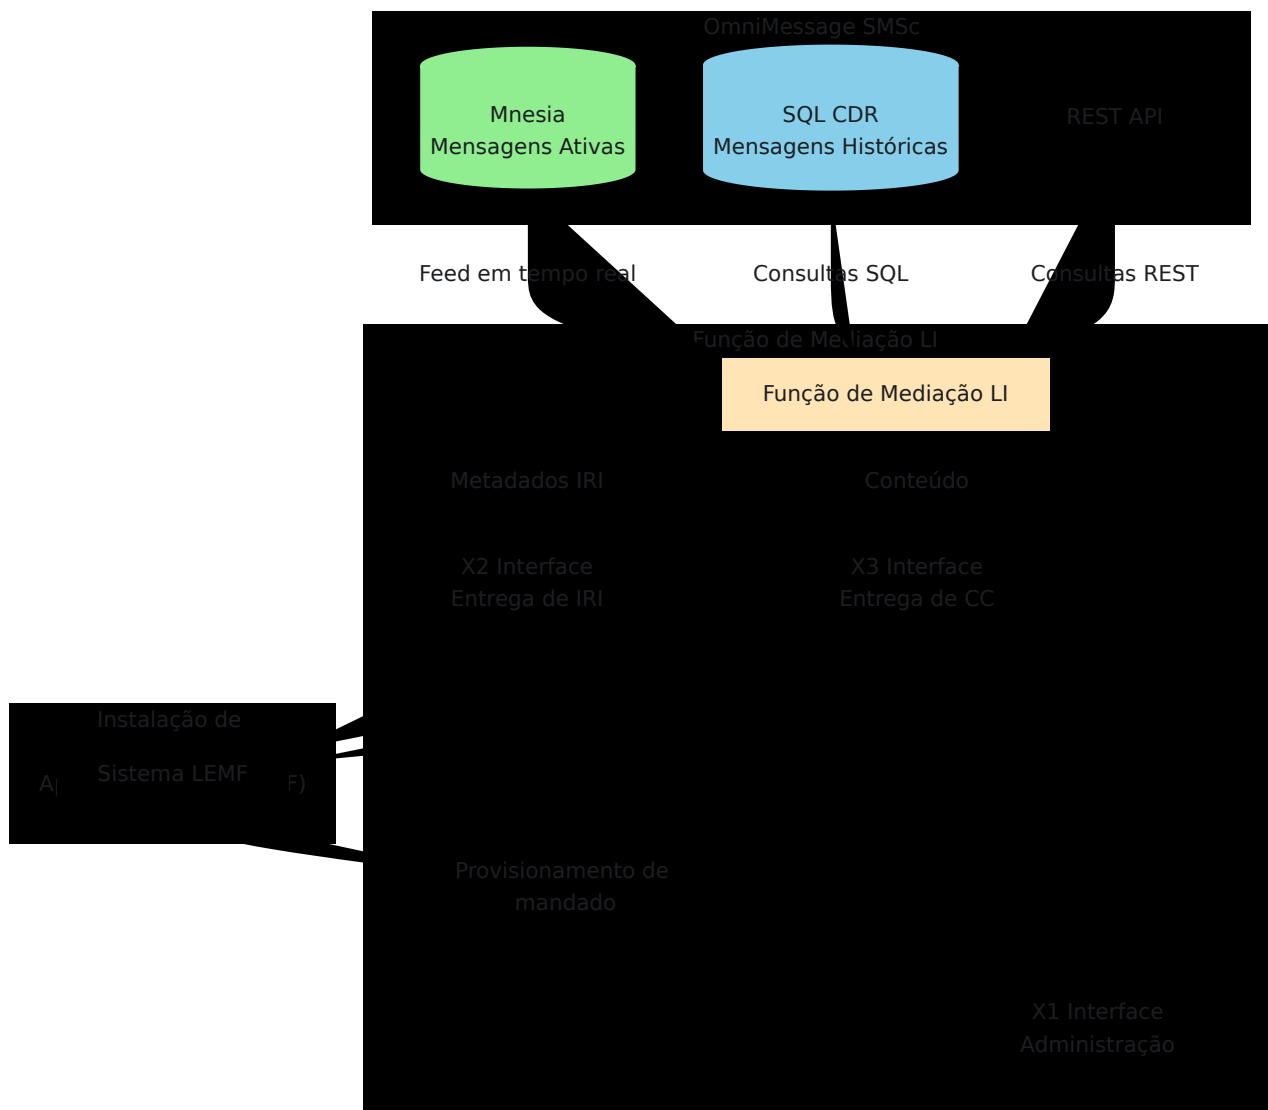 OmniMessage SMSc
Mnesia
Mensagens Ativas
SQL CDR
Mensagens Históricas
REST API
Feed em tempo real
Consultas SQL
Consultas REST
Função de Mediação LI
Função de Mediação LI
Metadados IRI
Conteúdo
X2 Interface
Entrega de IRI
X3 Interface
Entrega de CC
Instalação de
Sistema LEMF
Provisionamento de
mandado
X1 Interface
Administração